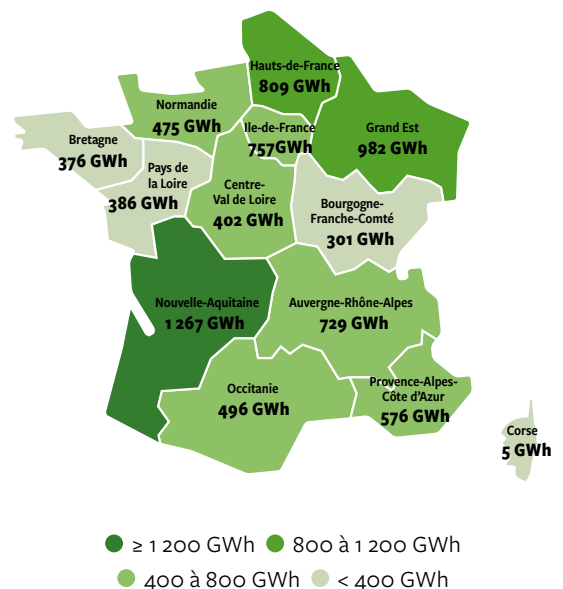 Hauts-de-France
809 GWh
Normandie
475 GWh
Ile-de-France
757GWh
Grand Est
982 GWh
Bretagne
376 GWh
Pays de
la Loire
386 GWh
Centre-
Val de Loire
402 GWh
Bourgogne-
Franche-Comté
301 GWh
Nouvelle-Aquitaine
1 267 GWh
Auvergne-Rhône-Alpes
729 GWh
Occitanie
496 GWh
Provence-Alpes-
Côte d'Azur
576 GWh
Corse
5 GWh
≥ 1 200 GWh
800 à 1 200 GWh
400 à 800 GWh
< 400 GWh